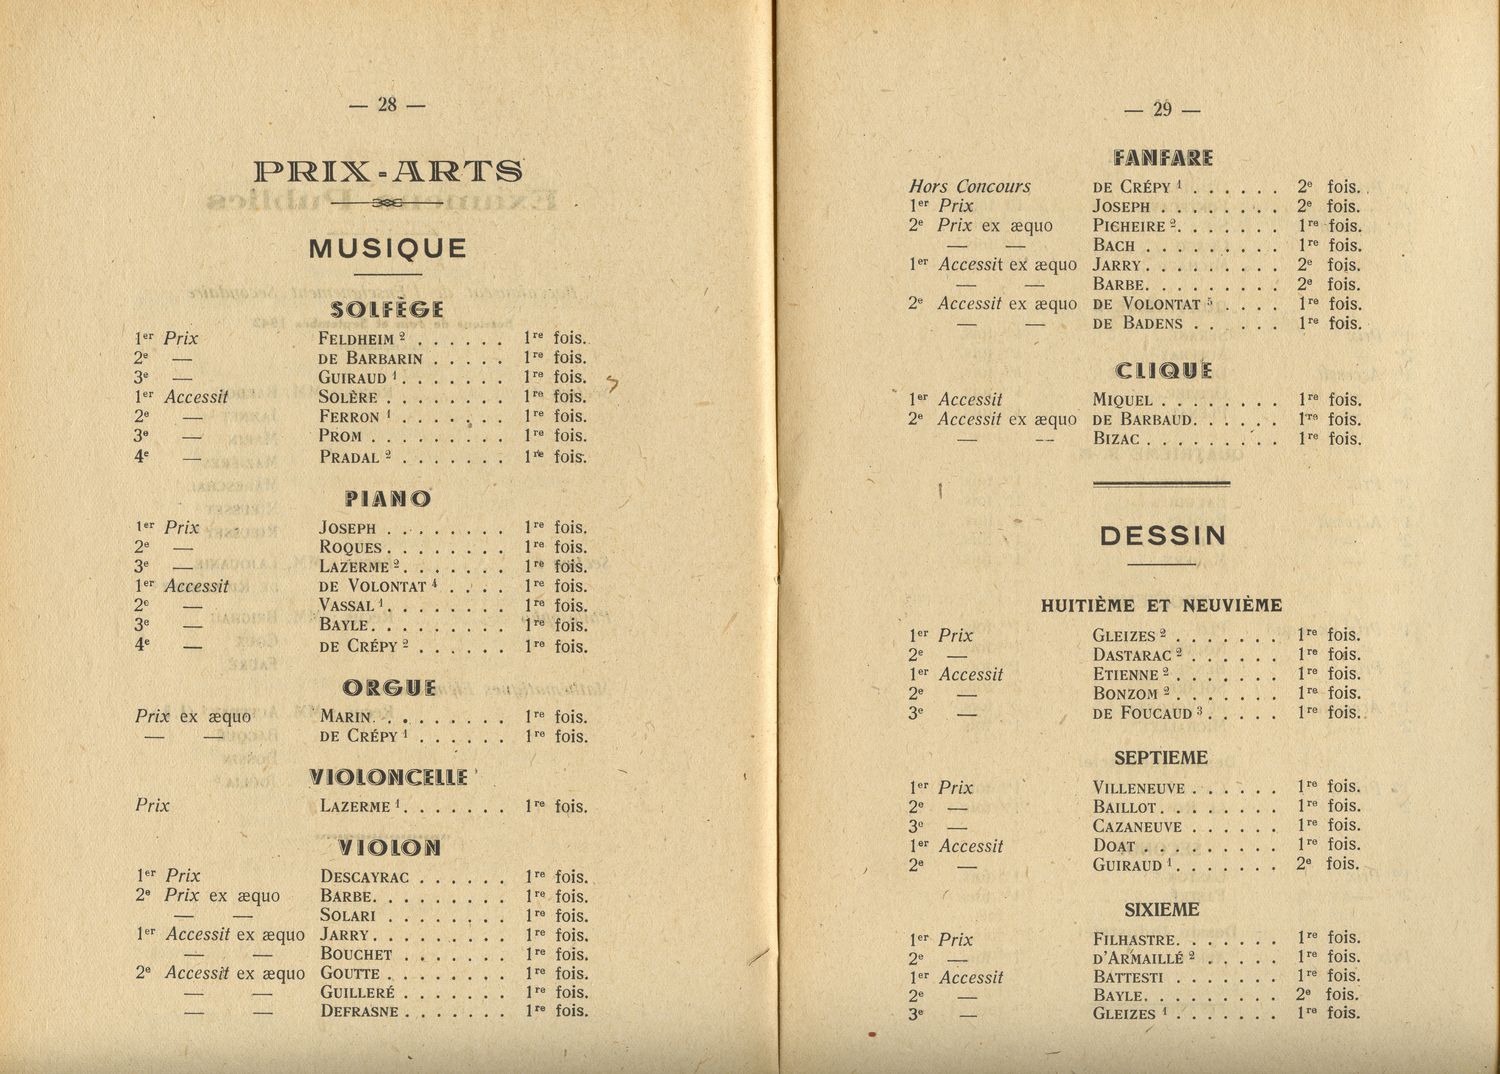 — 28 —
PRIX-ARTS
MUSIQUE
SOLFÈGE
1er Prix FELDHEIM 2 . . . . . . 1re fois.
2e — DE BARBARIN . . . . . 1re fois.
3e — GUIRAUD 1 . . . . . . . 1re fois.
1er Accessit SOLÈRE . . . . . . . . 1re fois.
2e — FERRON 1 . . . . . . . 1re fois.
3e — PROM . . . . . . . . . 1re fois.
4e — PRADAL 2 . . . . . . . 1re fois.
PIANO
1er Prix JOSEPH . . . . . . . . 1re fois.
2e — ROQUES . . . . . . . . 1re fois.
3e — LAZERME 2 . . . . . . . 1re fois.
1er Accessit DE VOLONTAT 4 . . . . 1re fois.
2e — VASSAL 1 . . . . . . . . 1re fois.
3e — BAYLE . . . . . . . . . 1re fois.
4e — DE CRÉPY 2 . . . . . . 1re fois.
ORGUE
Prix ex æquo MARIN . . . . . . . . 1re fois.
— — DE CRÉPY 1 . . . . . . 1re fois.
VIOLONCELLE
Prix LAZERME 1 . . . . . . . 1re fois.
VIOLON
1er Prix DESCAYRAC . . . . . . 1re fois.
2e Prix ex æquo BARBE . . . . . . . . . 1re fois.
— — SOLARI . . . . . . . . 1re fois.
1er Accessit ex æquo JARRY . . . . . . . . . 1re fois.
— — BOUCHET . . . . . . . 1re fois.
2e Accessit ex æquo GOUTTE . . . . . . . . 1re fois.
— — GUILLERÉ . . . . . . . 1re fois.
— — DEFRASNE . . . . . . . 1re fois.
— 29 —
FANFARE
Hors Concours DE CRÉPY 1 . . . . . . 2e fois.
1er Prix JOSEPH . . . . . . . . 2e fois.
2e Prix ex æquo PIGHEIRE 2 . . . . . . . 1re fois.
— — BACH . . . . . . . . . 1re fois.
1er Accessit ex æquo JARRY . . . . . . . . . 2e fois.
— — BARBE . . . . . . . . . 2e fois.
2e Accessit ex æquo DE VOLONTAT 5 . . . . 1re fois.
— — DE BADENS . . . . . . 1re fois.
CLIQUE
1er Accessit MIQUEL . . . . . . . . 1re fois.
2e Accessit ex æquo DE BARBAUD . . . . . . 1re fois.
— — BIZAC . . . . . . . . . 1re fois.
DESSIN
HUITIÈME ET NEUVIÈME
1er Prix GLEIZES 2 . . . . . . . 1re fois.
2e — DASTARAC 2 . . . . . . 1re fois.
1er Accessit ETIENNE 2 . . . . . . . 1re fois.
2e — BONZOM 2 . . . . . . . 1re fois.
3e — DE FOUCAUD 3 . . . . . 1re fois.
SEPTIEME
1er Prix VILLENEUVE . . . . . . 1re fois.
2e — BAILLOT . . . . . . . . 1re fois.
3e — CAZANEUVE . . . . . . 1re fois.
1er Accessit DOAT . . . . . . . . . 1re fois.
2e — GUIRAUD 1 . . . . . . . 2e fois.
SIXIEME
1er Prix FILHASTRE . . . . . . . 1re fois.
2e — D'ARMAILLÉ 2 . . . . . 1re fois.
1er Accessit BATTESTI . . . . . . . 1re fois.
2e — BAYLE . . . . . . . . . 2e fois.
3e — GLEIZES 1 . . . . . . . 1re fois.